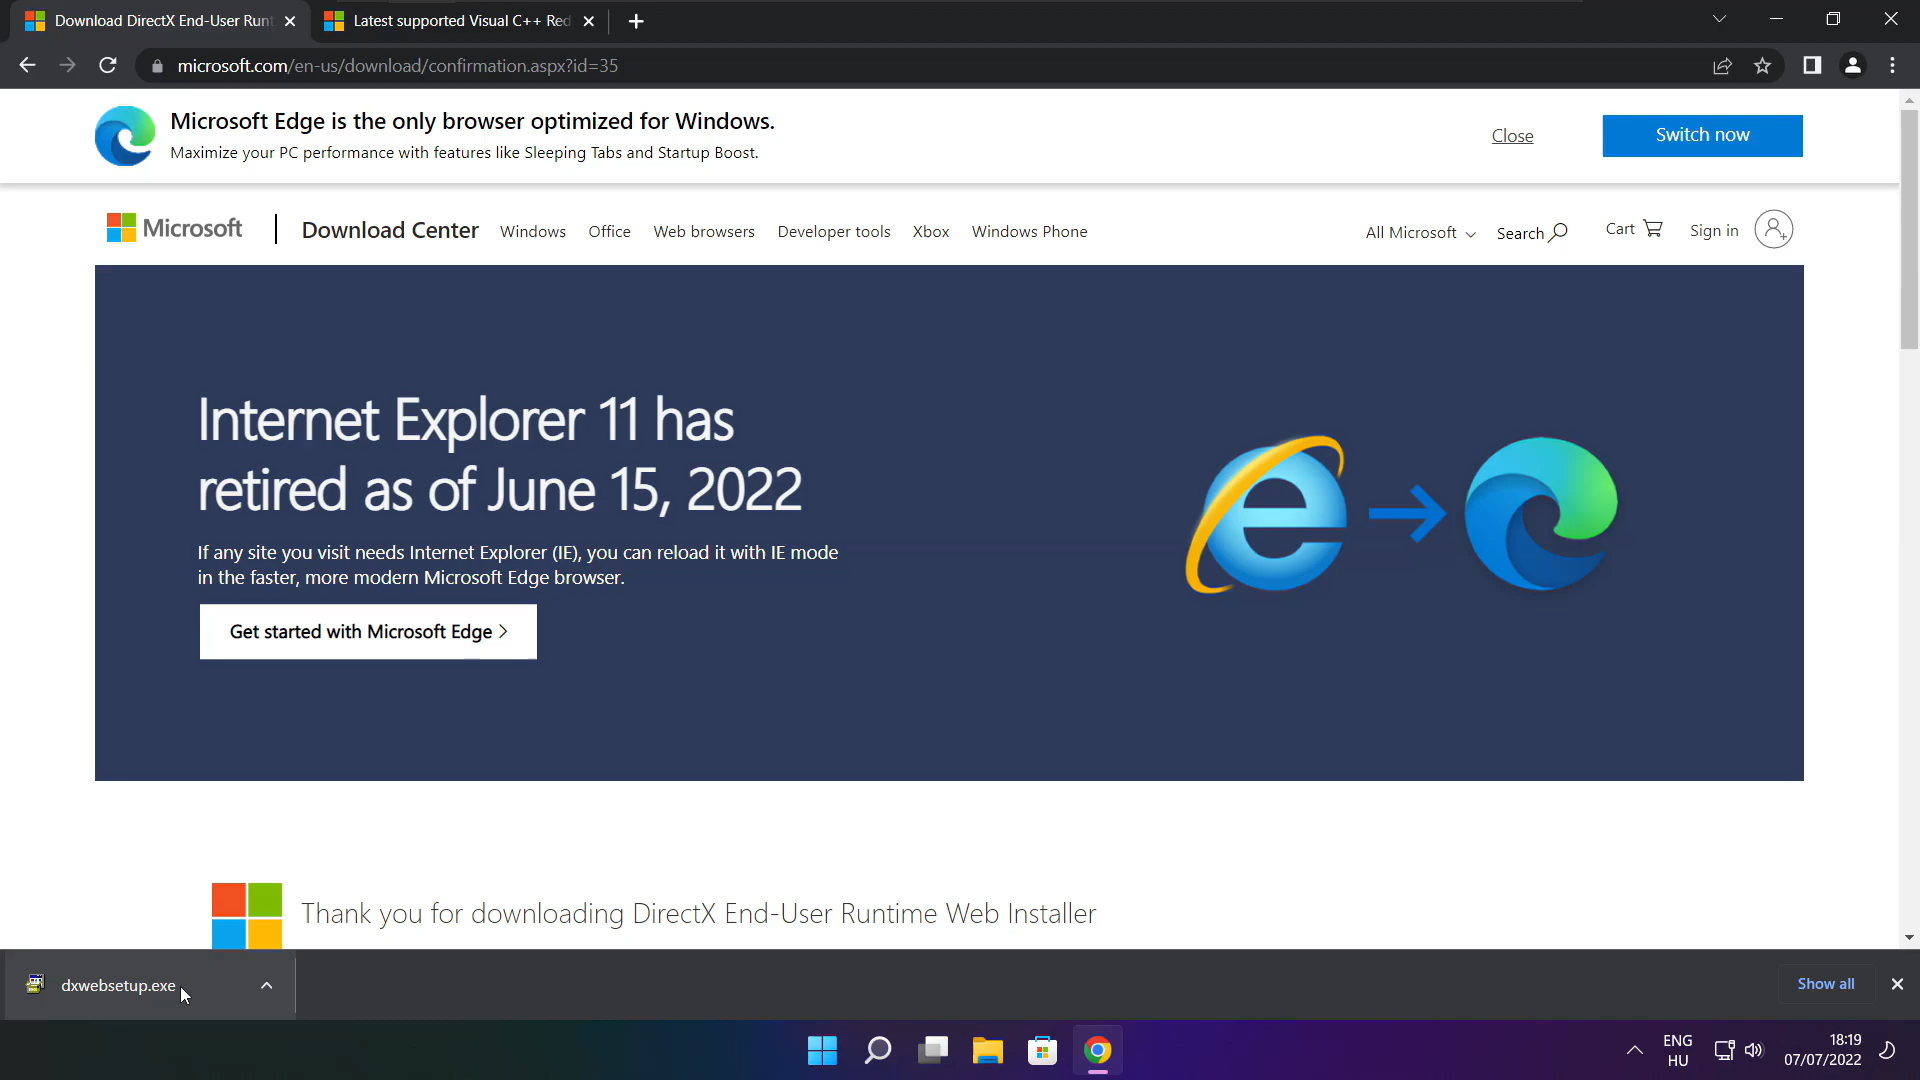 Download DirectX End-User Runt
Latest supported Visual C++ Red
microsoft.com/en-us/download/confirmation.aspx?id=35
Microsoft Edge is the only browser optimized for Windows.
Maximize your PC performance with features like Sleeping Tabs and Startup Boost.
Close
Switch now
Microsoft
Download Center
Windows
Office
Web browsers
Developer tools
Xbox
Windows Phone
All Microsoft
Search
Cart
Sign in
Internet Explorer 11 has
retired as of June 15, 2022
If any site you visit needs Internet Explorer (IE), you can reload it with IE mode
in the faster, more modern Microsoft Edge browser.
Get started with Microsoft Edge >
Thank you for downloading DirectX End-User Runtime Web Installer
dxwebsetup.exe
Show all
ENG
HU
18:19
07/07/2022